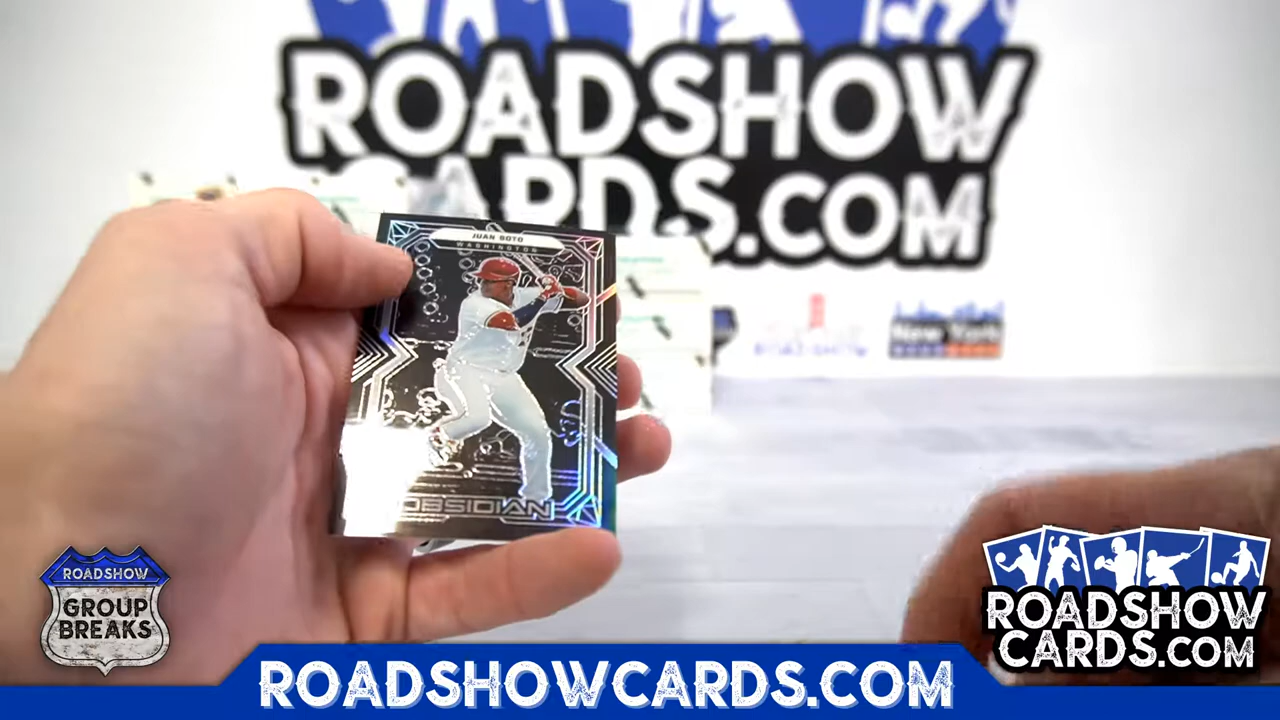 ROADSHOW
CARDS.COM
JUAN SOTO
WASHINGTON
OBSIDIAN
New York
ROADSHOW
GROUP
BREAKS
ROADSHOW
CARDS.COM
ROADSHOWCARDS.COM